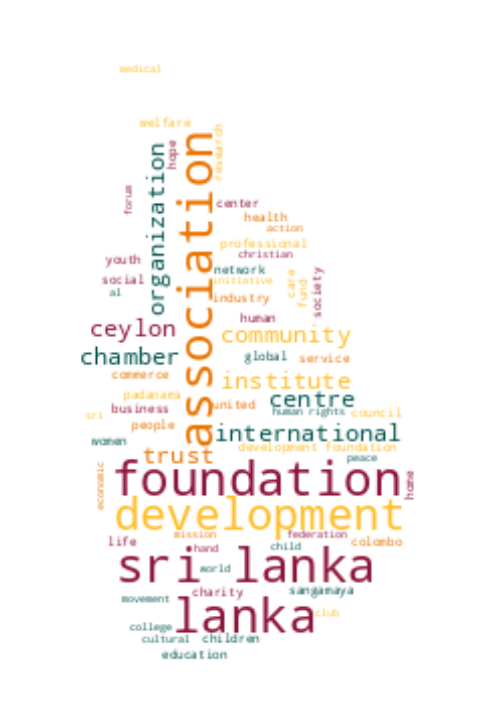 medical
welfare
research
hope
association
organization
forum
center
health
action
professional
christian
youth
network
social
initiative
care
fund
society
al
industry
human
ceylon
community
chamber
global
service
commerce
institute
padanama
centre
business
united
human rights
council
sri
people
international
women
development foundation
trust
peace
foundation
economic
home
development
mission
federation
life
hand
child
colombo
sri lanka
world
movement
charity
sangamaya
lanka
club
college
cultural
children
education